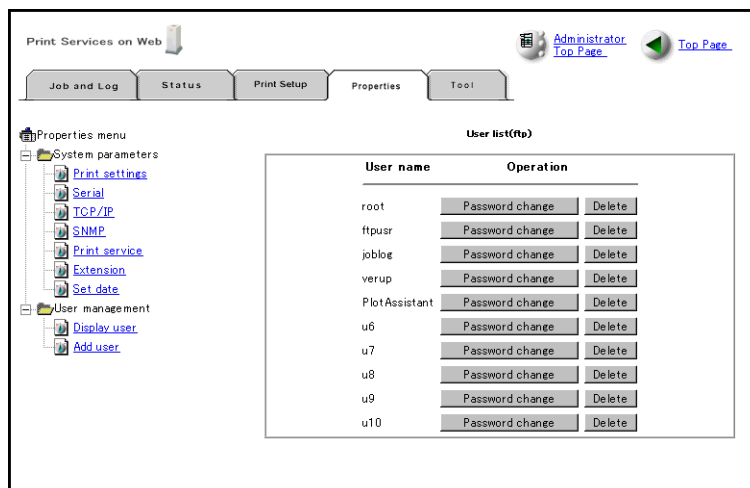 Print Services on Web
Administrator
Top Page
Top Page
Job and Log
Status
Print Setup
Properties
Tool
Properties menu
System parameters
Print settings
Serial
TCP/IP
SNMP
Print service
Extension
Set date
User management
Display user
Add user
User list(ftp)
User name Operation
root Password change Delete
ftpusr Password change Delete
joblog Password change Delete
verup Password change Delete
PlotAssistant Password change Delete
u6 Password change Delete
u7 Password change Delete
u8 Password change Delete
u9 Password change Delete
u10 Password change Delete